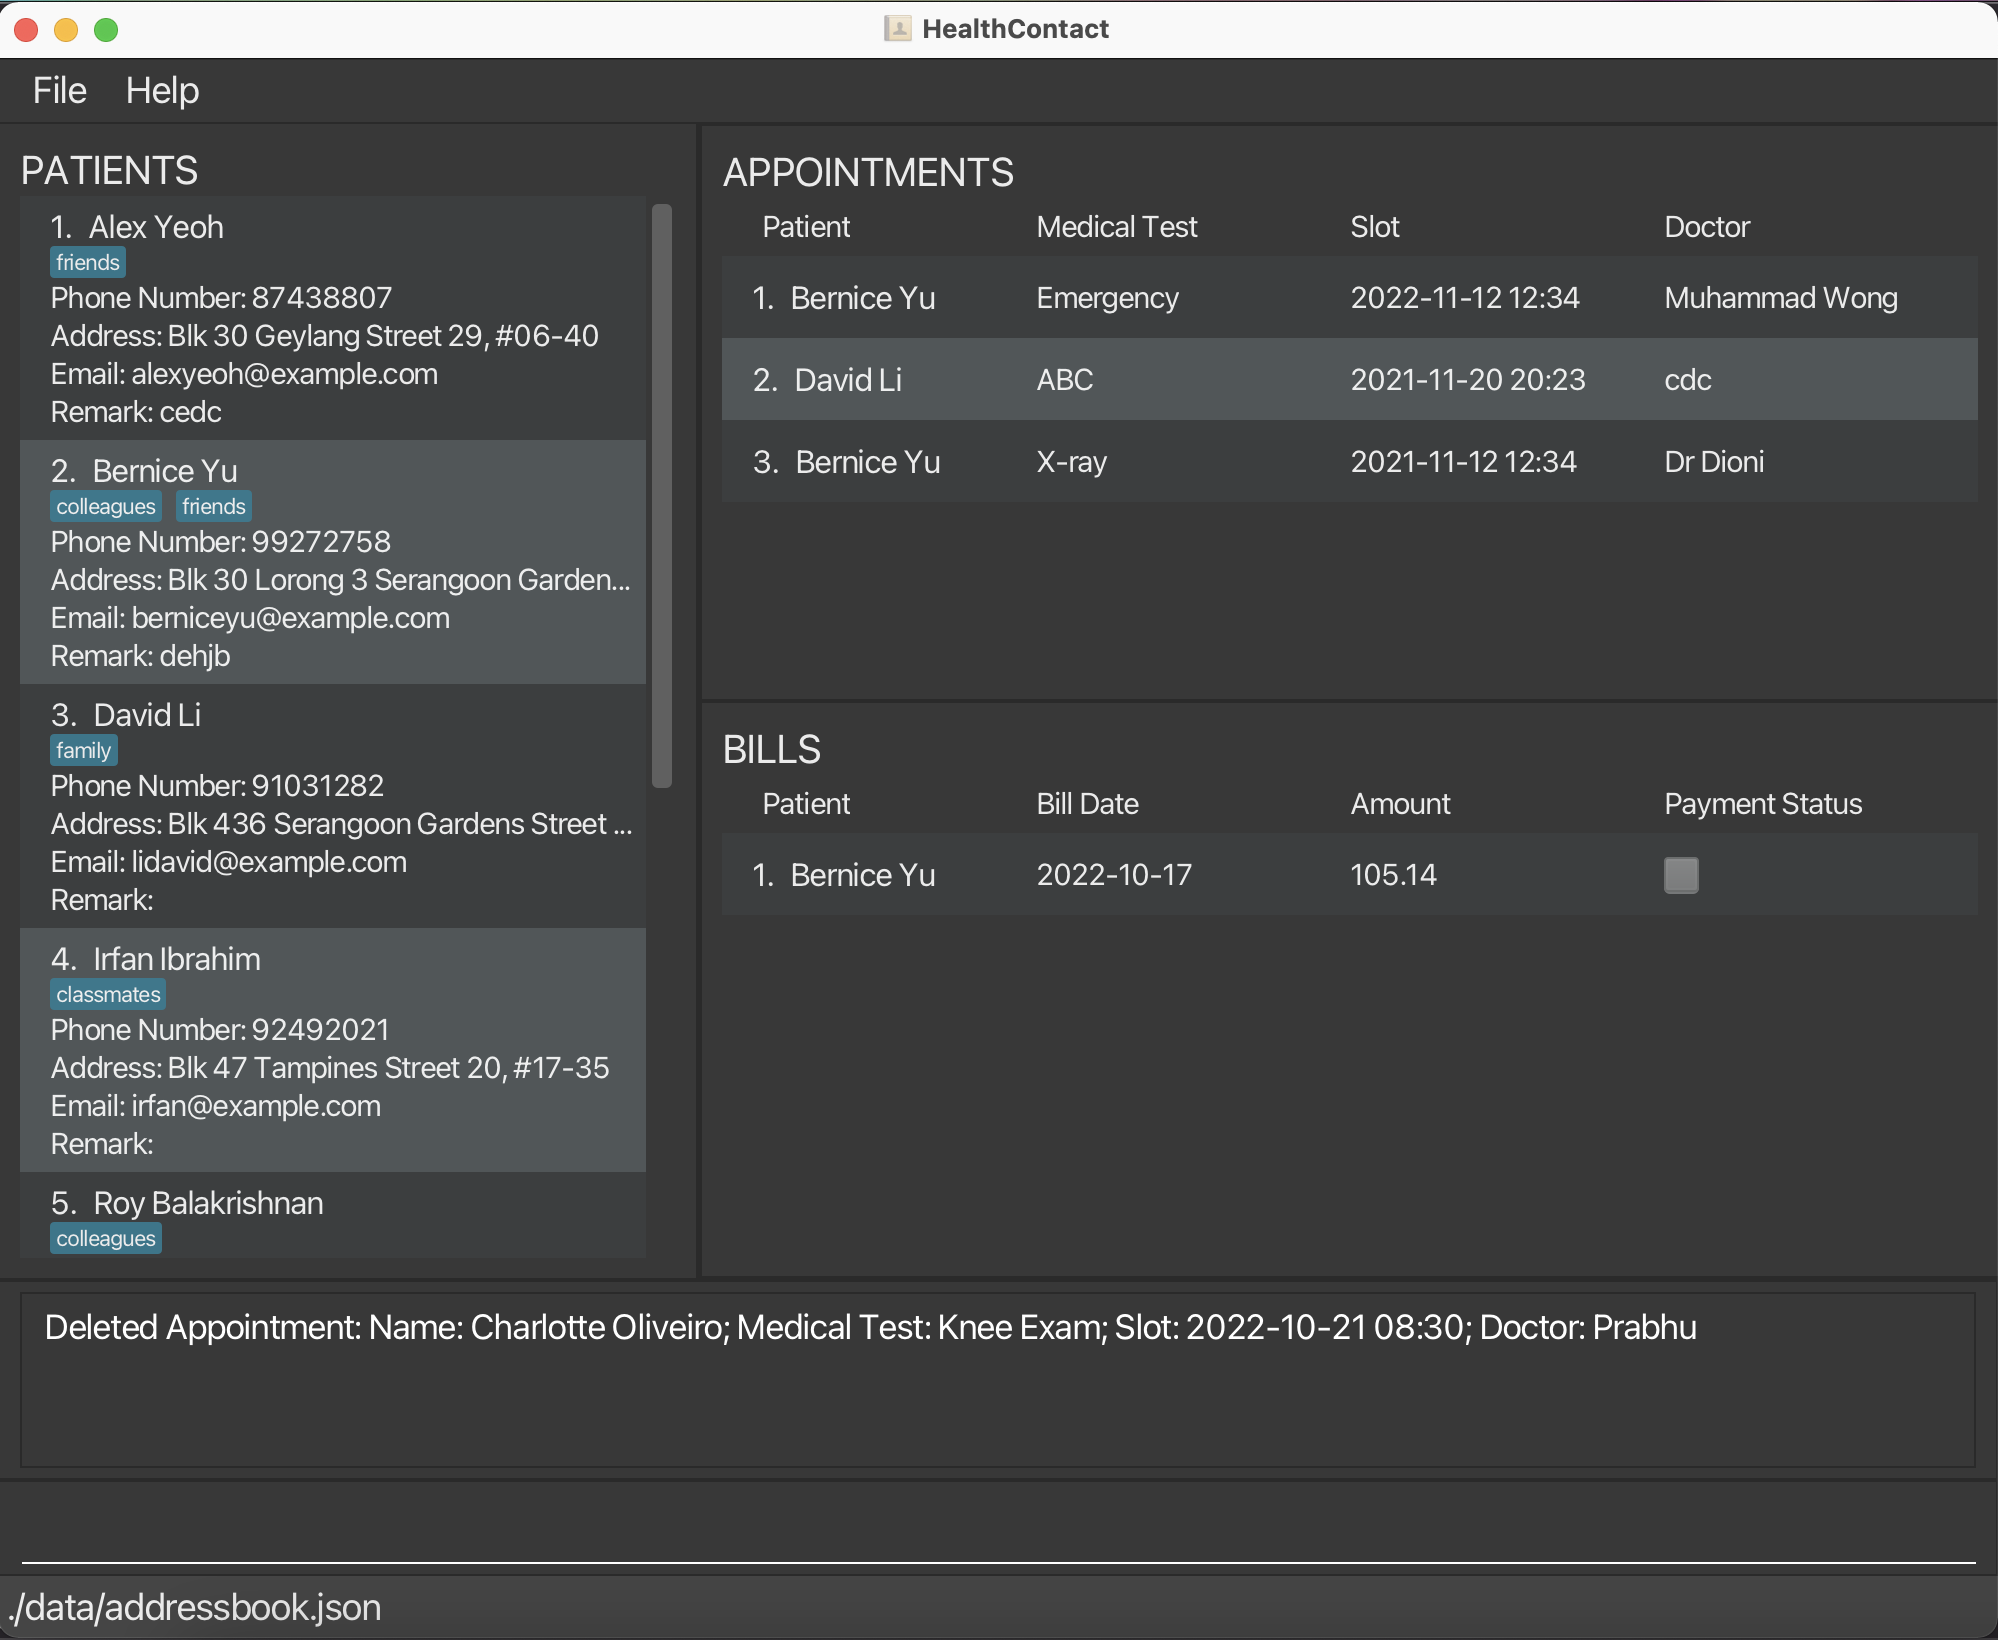 HealthContact
File Help
PATIENTS
1. Alex Yeoh
friends
Phone Number: 87438807
Address: Blk 30 Geylang Street 29, #06-40
Email: alexyeoh@example.com
Remark: cedc
2. Bernice Yu
colleagues friends
Phone Number: 99272758
Address: Blk 30 Lorong 3 Serangoon Garden...
Email: berniceyu@example.com
Remark: dehjb
3. David Li
family
Phone Number: 91031282
Address: Blk 436 Serangoon Gardens Street ...
Email: lidavid@example.com
Remark:
4. Irfan Ibrahim
classmates
Phone Number: 92492021
Address: Blk 47 Tampines Street 20, #17-35
Email: irfan@example.com
Remark:
5. Roy Balakrishnan
colleagues
APPOINTMENTS
Patient Medical Test Slot Doctor
1. Bernice Yu Emergency 2022-11-12 12:34 Muhammad Wong
2. David Li ABC 2021-11-20 20:23 cdc
3. Bernice Yu X-ray 2021-11-12 12:34 Dr Dioni
BILLS
Patient Bill Date Amount Payment Status
1. Bernice Yu 2022-10-17 105.14
Deleted Appointment: Name: Charlotte Oliveiro; Medical Test: Knee Exam; Slot: 2022-10-21 08:30; Doctor: Prabhu
./data/addressbook.json